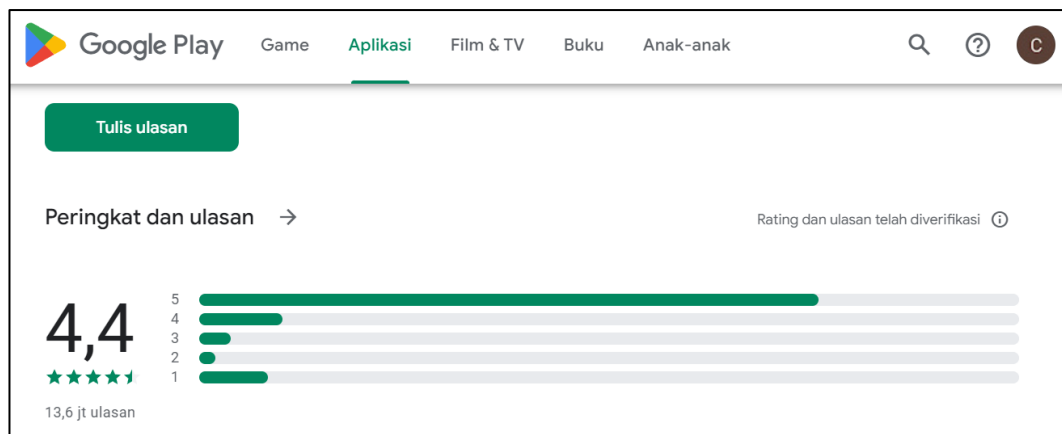 Google Play Game Aplikasi Film & TV Buku Anak-anak C
Tulis ulasan
Peringkat dan ulasan
Rating dan ulasan telah diverifikasi
4,4
5
4
3
2
1
13,6 jt ulasan